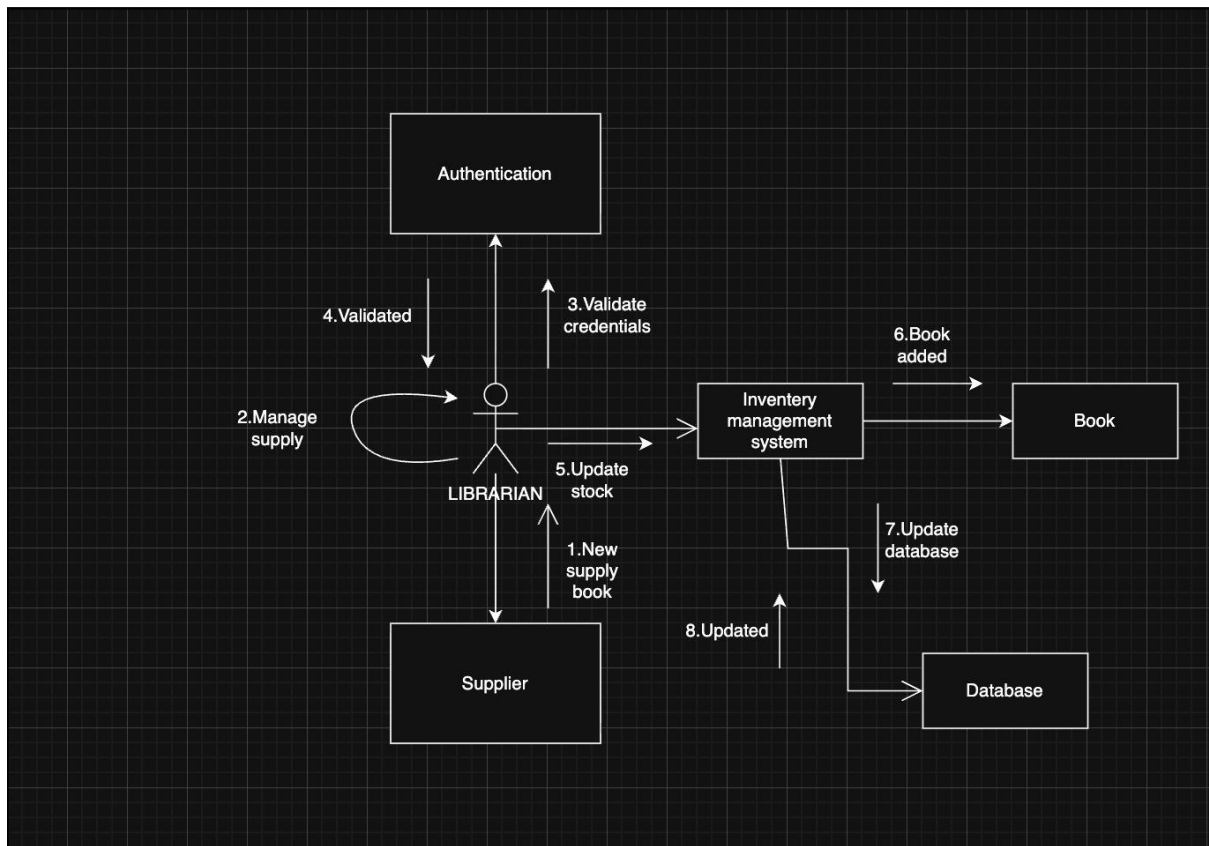 Authentication
4.Validated
3.Validate
credentials
2.Manage
supply
LIBRARIAN
5.Update
stock
Inventery
management
system
6.Book
added
Book
1.New
supply
book
7.Update
database
8.Updated
Supplier
Database